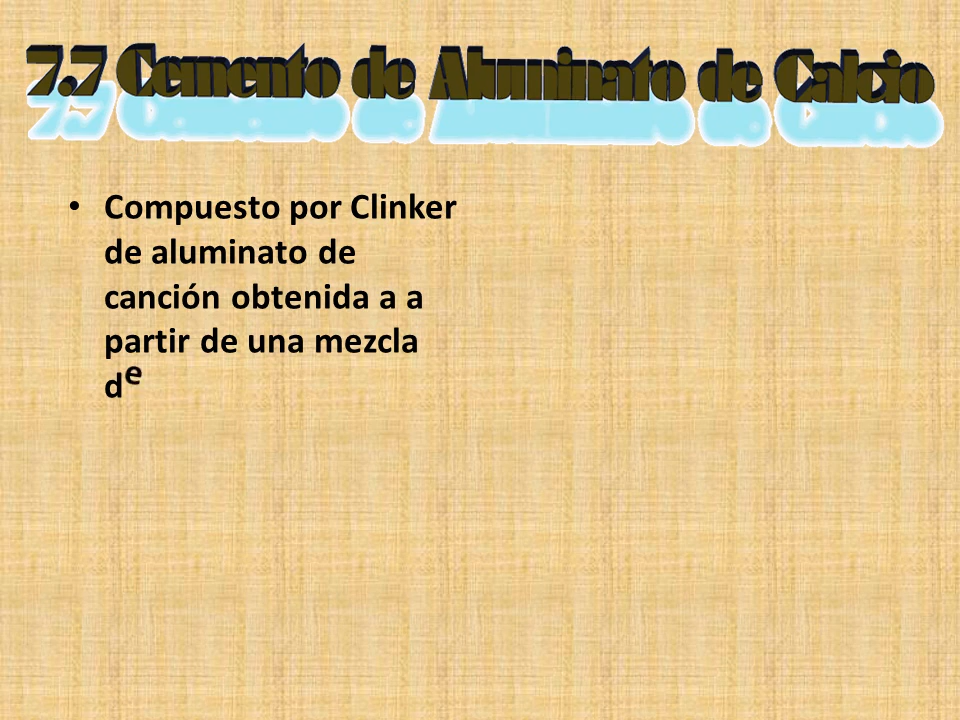 7.7 Cemento de Aluminato de Calcio
• Compuesto por Clinker
de aluminato de
canción obtenida a a
partir de una mezcla
de